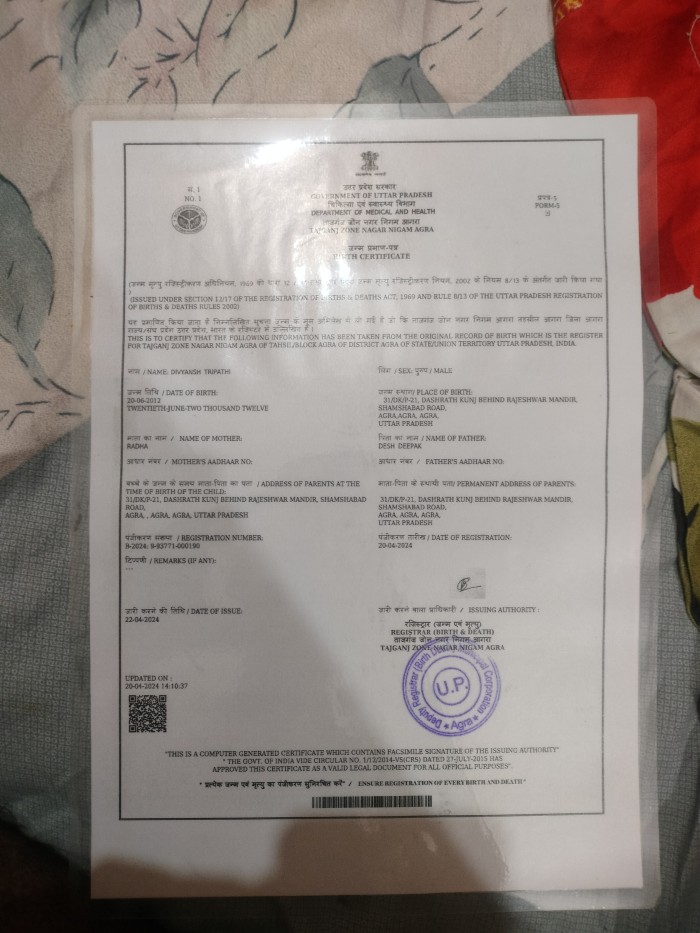 सं. 1
NO. 1
उत्तर प्रदेश सरकार
GOVERNMENT OF UTTAR PRADESH
चिकित्सा एवं स्वास्थ्य विभाग
DEPARTMENT OF MEDICAL AND HEALTH
ताजगंज जोन नगर निगम आगरा
TAJGANJ ZONE NAGAR NIGAM AGRA
प्रपत्र-5
FORM-5
जन्म प्रमाण-पत्र
BIRTH CERTIFICATE
(ISSUED UNDER SECTION 12/17 OF THE REGISTRATION OF BIRTHS & DEATHS ACT, 1969 AND RULE 8/13 OF THE UTTAR PRADESH REGISTRATION
OF BIRTHS & DEATHS RULES 2002)
THIS IS TO CERTIFY THAT THE FOLLOWING INFORMATION HAS BEEN TAKEN FROM THE ORIGINAL RECORD OF BIRTH WHICH IS THE REGISTER
FOR TAJGANJ ZONE NAGAR NIGAM AGRA OF TAHSIL/BLOCK AGRA OF DISTRICT AGRA OF STATE/UNION TERRITORY UTTAR PRADESH, INDIA.
नाम / NAME: DIVYANSH TRIPATHI
लिंग / SEX: पुरुष / MALE
जन्म तिथि / DATE OF BIRTH:
20-06-2012
TWENTIETH-JUNE-TWO THOUSAND TWELVE
जन्म स्थान/ PLACE OF BIRTH:
31/DK/P-21, DASHRATH KUNJ BEHIND RAJESHWAR MANDIR,
SHAMSHABAD ROAD,
AGRA,AGRA, AGRA,
UTTAR PRADESH
माता का नाम / NAME OF MOTHER:
RADHA
पिता का नाम / NAME OF FATHER:
DESH DEEPAK
आधार नंबर / MOTHER'S AADHAAR NO:
आधार नंबर / FATHER'S AADHAAR NO:
बच्चे के जन्म के समय माता-पिता का पता / ADDRESS OF PARENTS AT THE
TIME OF BIRTH OF THE CHILD:
31/DK/P-21, DASHRATH KUNJ BEHIND RAJESHWAR MANDIR, SHAMSHABAD
ROAD,
AGRA, , AGRA, AGRA, UTTAR PRADESH
माता-पिता के स्थायी पता/ PERMANENT ADDRESS OF PARENTS:
31/DK/P-21, DASHRATH KUNJ BEHIND RAJESHWAR MANDIR,
SHAMSHABAD ROAD,
AGRA, AGRA, AGRA,
UTTAR PRADESH
पंजीकरण संख्या / REGISTRATION NUMBER:
B-2024: 9-93771-000190
पंजीकरण तारीख / DATE OF REGISTRATION:
20-04-2024
टिप्पणी / REMARKS (IF ANY):
---
जारी करने की तिथि / DATE OF ISSUE:
22-04-2024
जारी करने वाला प्राधिकारी / ISSUING AUTHORITY :
रजिस्ट्रार (जन्म एवं मृत्यु)
REGISTRAR (BIRTH & DEATH)
ताजगंज जोन नगर निगम आगरा
TAJGANJ ZONE NAGAR NIGAM AGRA
Deputy Registrar (Birth Corporation
U.P.
Agra
UPDATED ON :
20-04-2024 14:10:37
"THIS IS A COMPUTER GENERATED CERTIFICATE WHICH CONTAINS FACSIMILE SIGNATURE OF THE ISSUING AUTHORITY"
" THE GOVT. OF INDIA VIDE CIRCULAR NO. 1/12/2014-VS(CRS) DATED 27-JULY-2015 HAS
APPROVED THIS CERTIFICATE AS A VALID LEGAL DOCUMENT FOR ALL OFFICIAL PURPOSES".
" प्रत्येक जन्म एवं मृत्यु का पंजीकरण सुनिश्चित करें" / ENSURE REGISTRATION OF EVERY BIRTH AND DEATH "